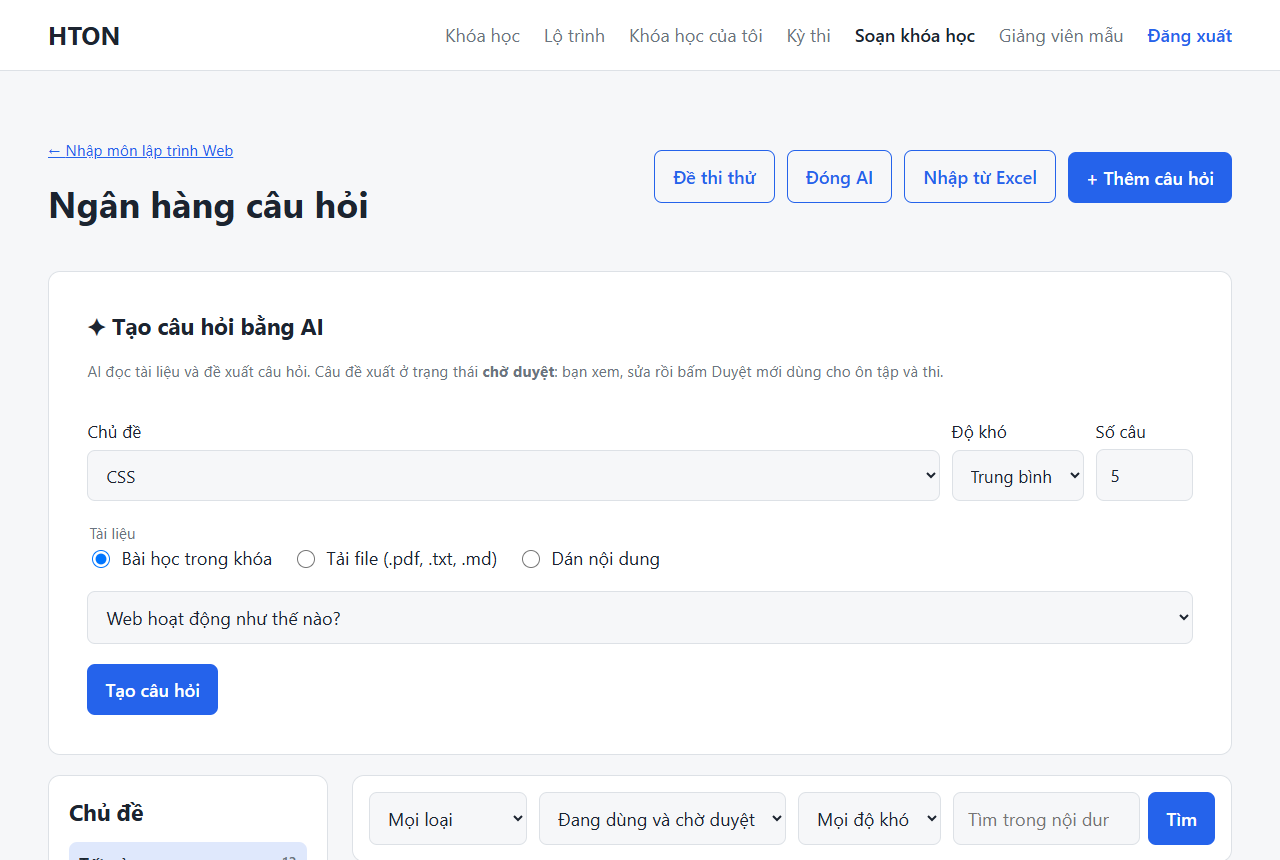 HTON
Khóa học Lộ trình Khóa học của tôi Kỳ thi Soạn khóa học Giảng viên mẫu Đăng xuất
← Nhập môn lập trình Web
Ngân hàng câu hỏi
Đề thi thử Đóng AI Nhập từ Excel + Thêm câu hỏi
✦ Tạo câu hỏi bằng AI
AI đọc tài liệu và đề xuất câu hỏi. Câu đề xuất ở trạng thái chờ duyệt: bạn xem, sửa rồi bấm Duyệt mới dùng cho ôn tập và thi.
Chủ đề Độ khó Số câu
CSS Trung bình 5
Tài liệu
Bài học trong khóa Tải file (.pdf, .txt, .md) Dán nội dung
Web hoạt động như thế nào?
Tạo câu hỏi
Chủ đề
Mọi loại Đang dùng và chờ duyệt Mọi độ khó Tìm trong nội dur Tìm